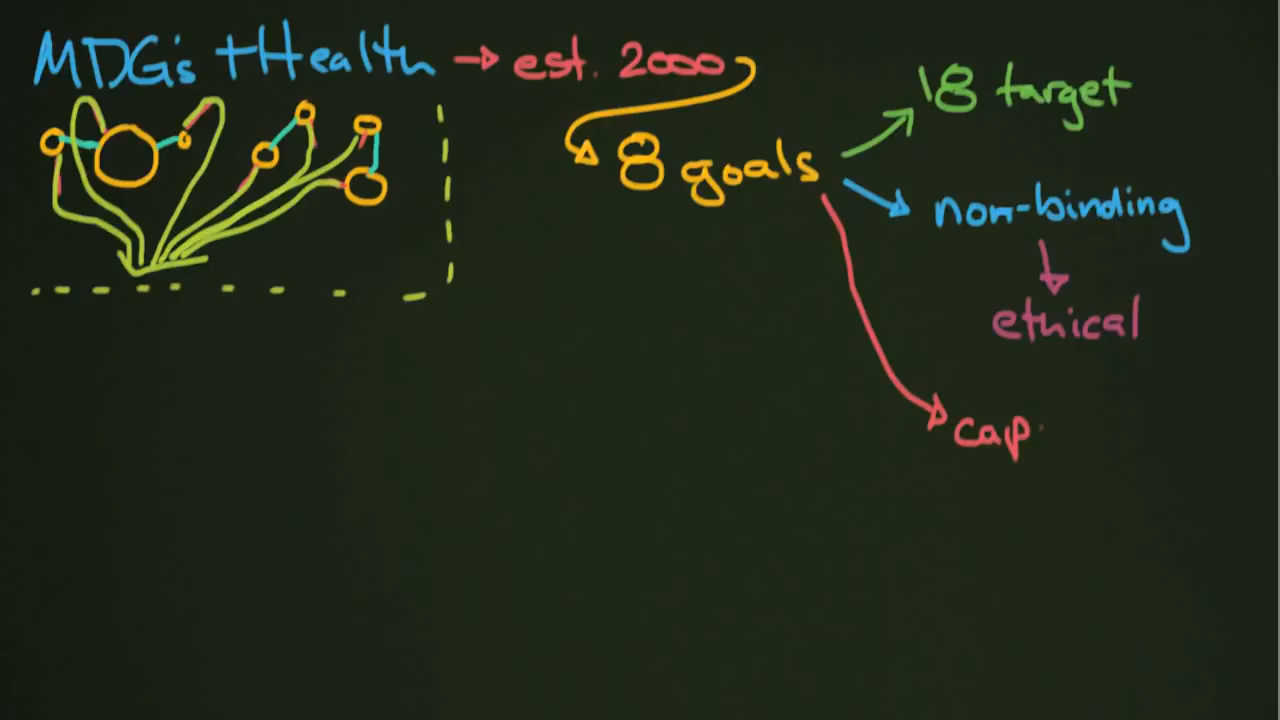 MDG's + Health → est. 2000
8 goals
18 target
non-binding
ethical
cap